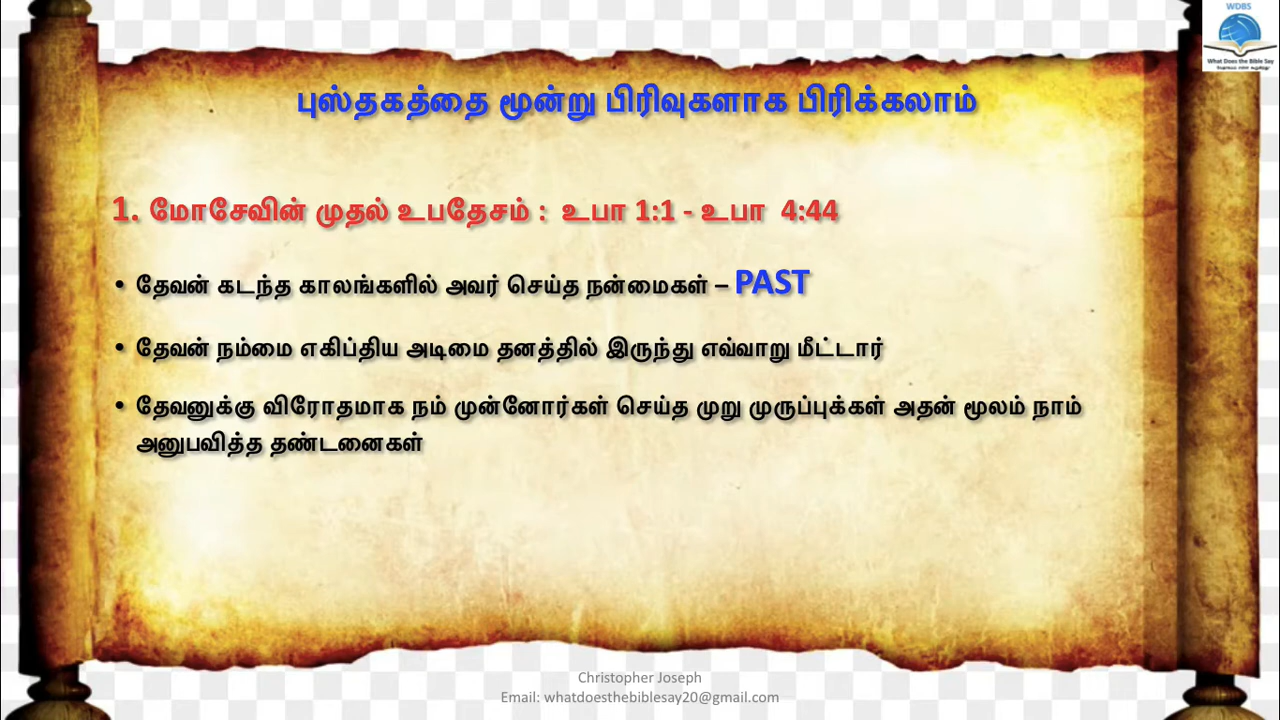 WDBS
What Does the Bible Say
புஸ்தகத்தை மூன்று பிரிவுகளாக பிரிக்கலாம்
1. மோசேவின் முதல் உபதேசம் : உபா 1:1 - உபா 4:44
• தேவன் கடந்த காலங்களில் அவர் செய்த நன்மைகள் – PAST
• தேவன் நம்மை எகிப்திய அடிமை தனத்தில் இருந்து எவ்வாறு மீட்டார்
• தேவனுக்கு விரோதமாக நம் முன்னோர்கள் செய்த முறு முருப்புக்கள் அதன் மூலம் நாம்
அனுபவித்த தண்டனைகள்
Christopher Joseph
Email: whatdoesthebiblesay20@gmail.com